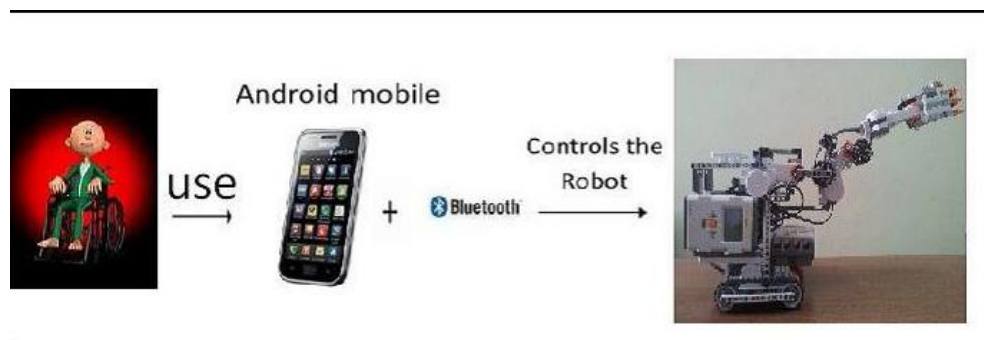 Android mobile
use
+
Bluetooth
Controls the
Robot